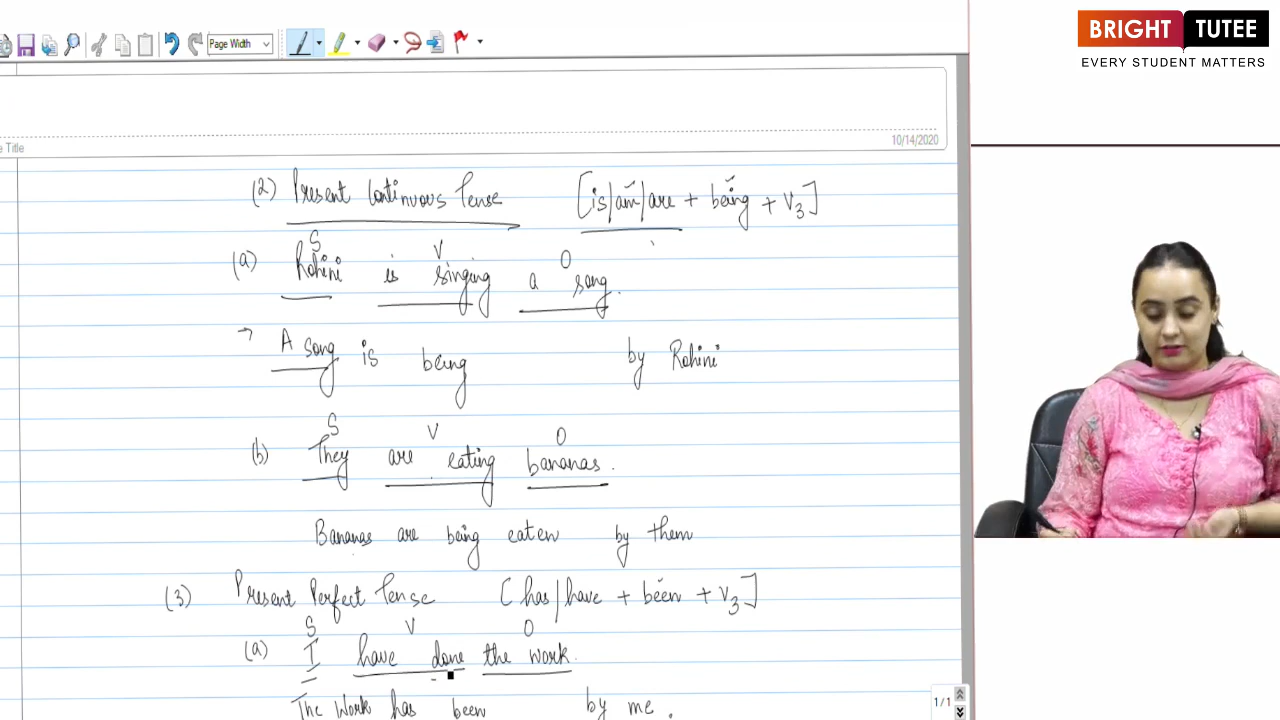 BRIGHT TUTEE
EVERY STUDENT MATTERS
Page Width
e Title
10/14/2020
(2) Present Continuous Tense [is|am|are + being + V3]
S V O
(a) Rohini is singing a song.
→ A song is being by Rohini
S V O
(b) They are eating bananas.
Bananas are being eaten by them
(3) Present Perfect Tense [has|have + been + V3]
S V O
(a) I have done the work.
The work has been by me.
1/1